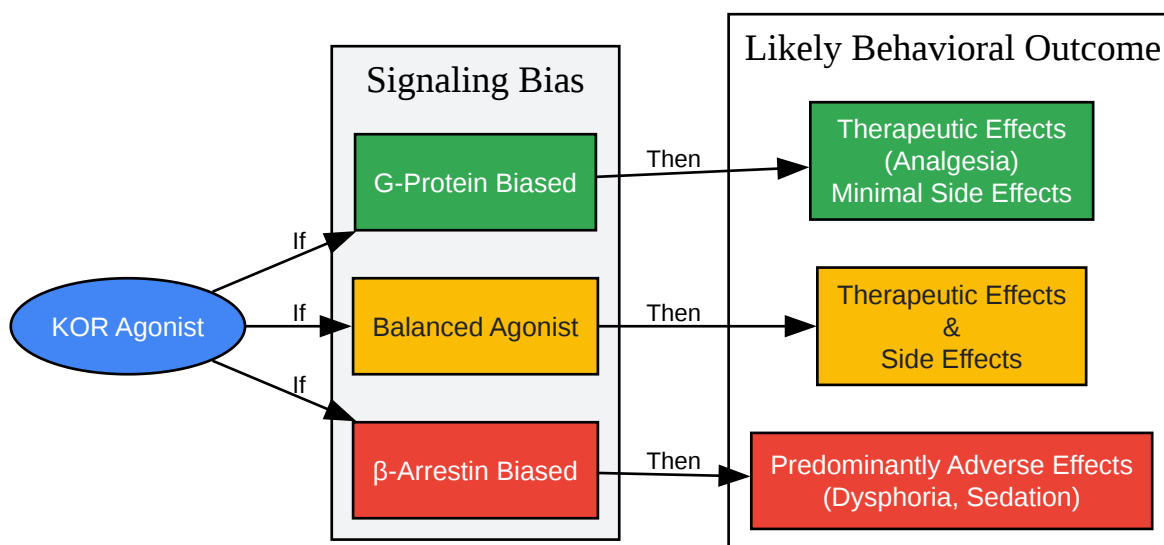 Likely Behavioral Outcome
Signaling Bias
Therapeutic Effects
(Analgesia)
Minimal Side Effects
Then
G-Protein Biased
If
KOR Agonist
If
Balanced Agonist
Then
Therapeutic Effects
&
Side Effects
If
β-Arrestin Biased
Then
Predominantly Adverse Effects
(Dysphoria, Sedation)